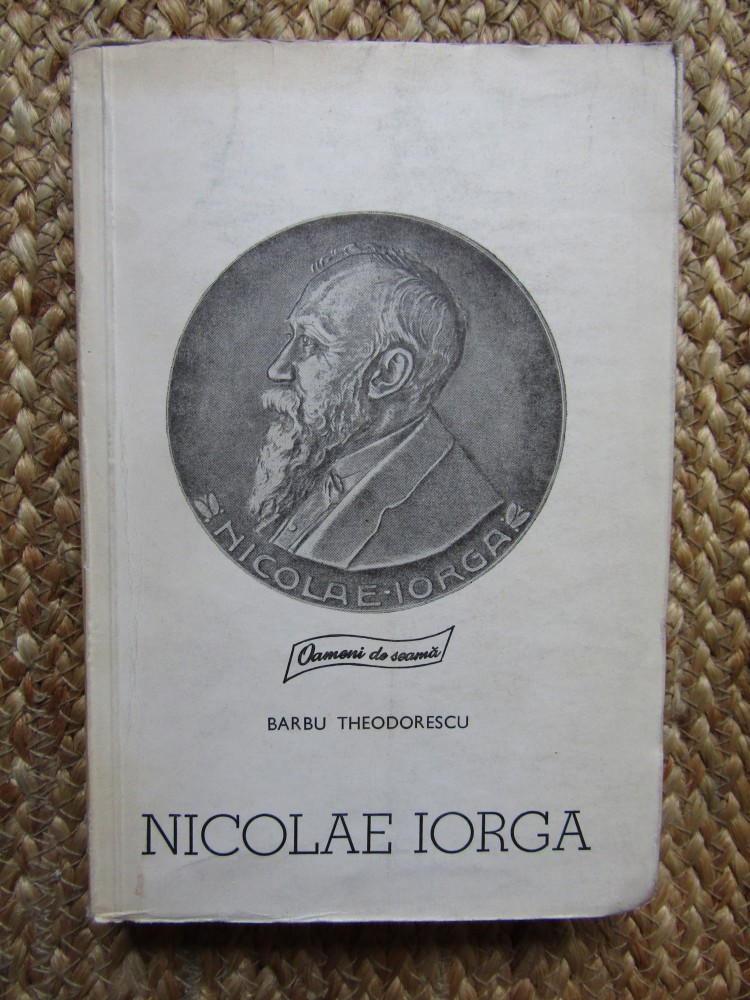 NICOLAE·IORGA
Oameni de seamă
BARBU THEODORESCU
NICOLAE IORGA